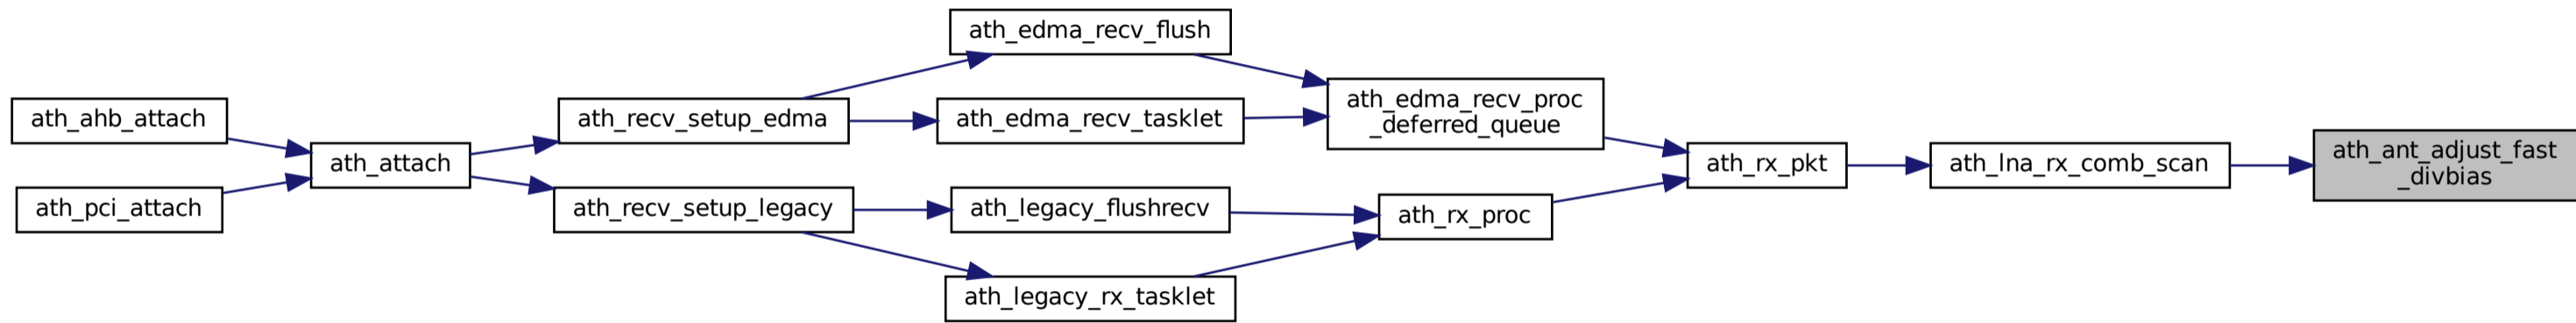 ath_edma_recv_flush
ath_ahb_attach
ath_recv_setup_edma
ath_edma_recv_tasklet
ath_edma_recv_proc
_deferred_queue
ath_attach
ath_rx_pkt
ath_lna_rx_comb_scan
ath_ant_adjust_fast
_divbias
ath_pci_attach
ath_recv_setup_legacy
ath_legacy_flushrecv
ath_rx_proc
ath_legacy_rx_tasklet